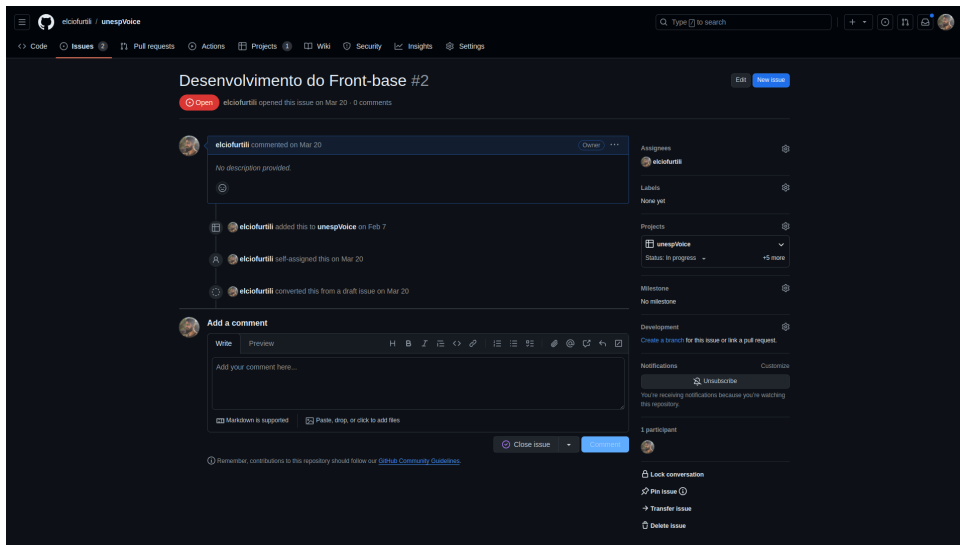 elciofurtili / unespVoice
Type / to search
Code
Issues 2
Pull requests
Actions
Projects 1
Wiki
Security
Insights
Settings
Desenvolvimento do Front-base #2
Edit
New issue
Open
elciofurtili opened this issue on Mar 20 · 0 comments
elciofurtili commented on Mar 20
Owner
No description provided.
elciofurtili added this to unespVoice on Feb 7
elciofurtili self-assigned this on Mar 20
elciofurtili converted this from a draft issue on Mar 20
Add a comment
Write
Preview
Add your comment here...
Markdown is supported
Paste, drop, or click to add files
Close issue
Comment
Remember, contributions to this repository should follow our GitHub Community Guidelines.
Assignees
elciofurtili
Labels
None yet
Projects
unespVoice
Status: In progress
+5 more
Milestone
No milestone
Development
Create a branch for this issue or link a pull request.
Notifications
Customize
Unsubscribe
You're receiving notifications because you're watching
this repository.
1 participant
Lock conversation
Pin issue
Transfer issue
Delete issue